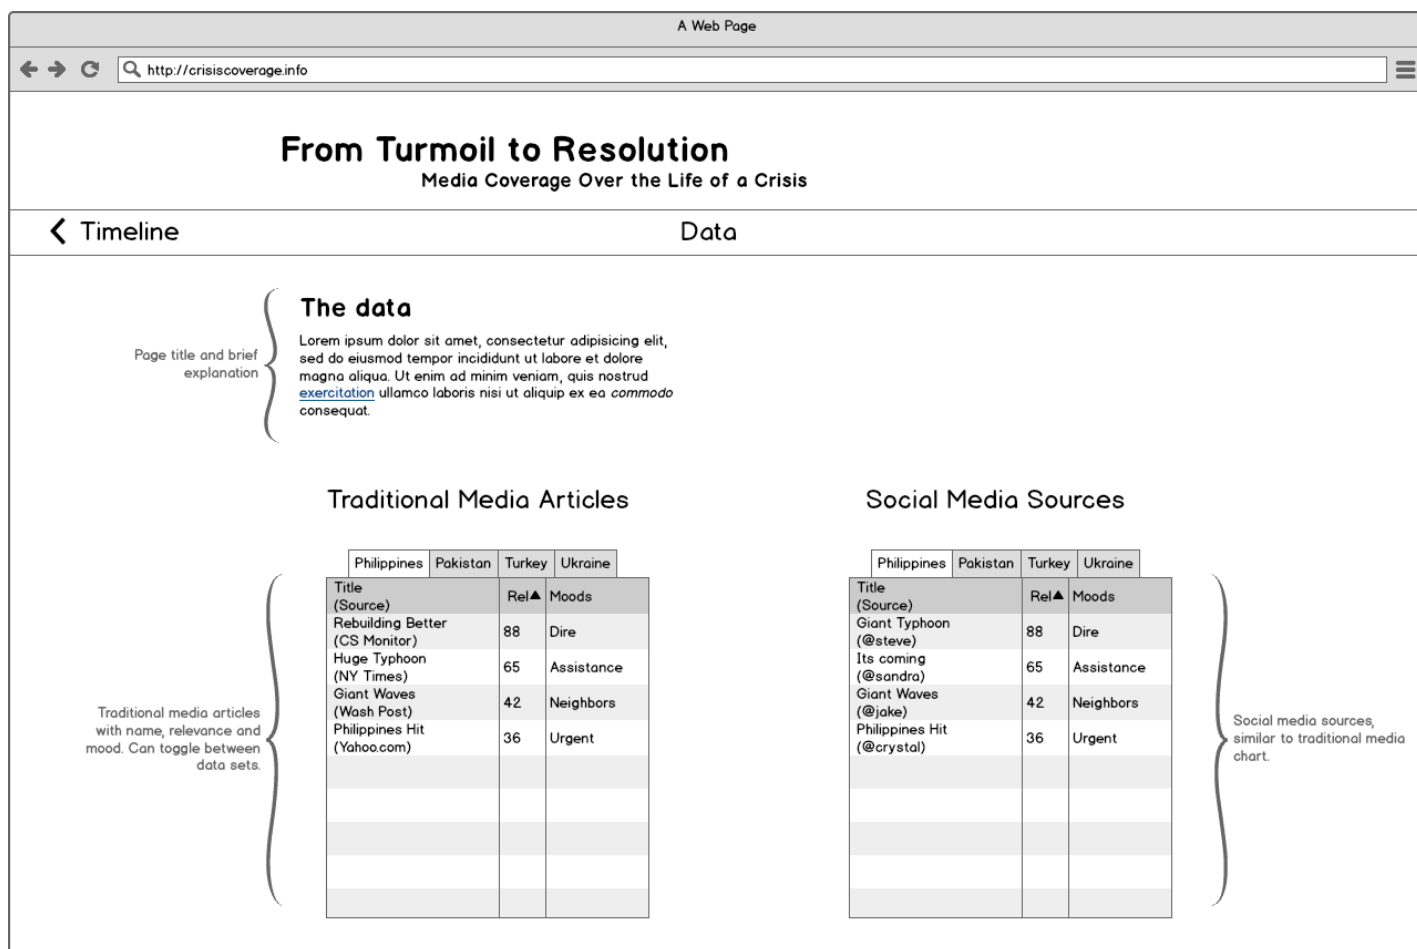 A Web Page
http://crisiscoverage.info
From Turmoil to Resolution
Media Coverage Over the Life of a Crisis
Timeline
Data
Page title and brief
explanation
The data
Lorem ipsum dolor sit amet, consectetur adipisicing elit,
sed do eiusmod tempor incididunt ut labore et dolore
magna aliqua. Ut enim ad minim veniam, quis nostrud
exercitation ullamco laboris nisi ut aliquip ex ea commodo
consequat.
Traditional Media Articles
Philippines Pakistan Turkey Ukraine
Title
(Source)
Rel▲ Moods
Rebuilding Better
(CS Monitor)
88 Dire
Huge Typhoon
(NY Times)
65 Assistance
Giant Waves
(Wash Post)
42 Neighbors
Philippines Hit
(Yahoo.com)
36 Urgent
Traditional media articles
with name, relevance and
mood. Can toggle between
data sets.
Social Media Sources
Philippines Pakistan Turkey Ukraine
Title
(Source)
Rel▲ Moods
Giant Typhoon
(@steve)
88 Dire
Its coming
(@sandra)
65 Assistance
Giant Waves
(@jake)
42 Neighbors
Philippines Hit
(@crystal)
36 Urgent
Social media sources,
similar to traditional media
chart.